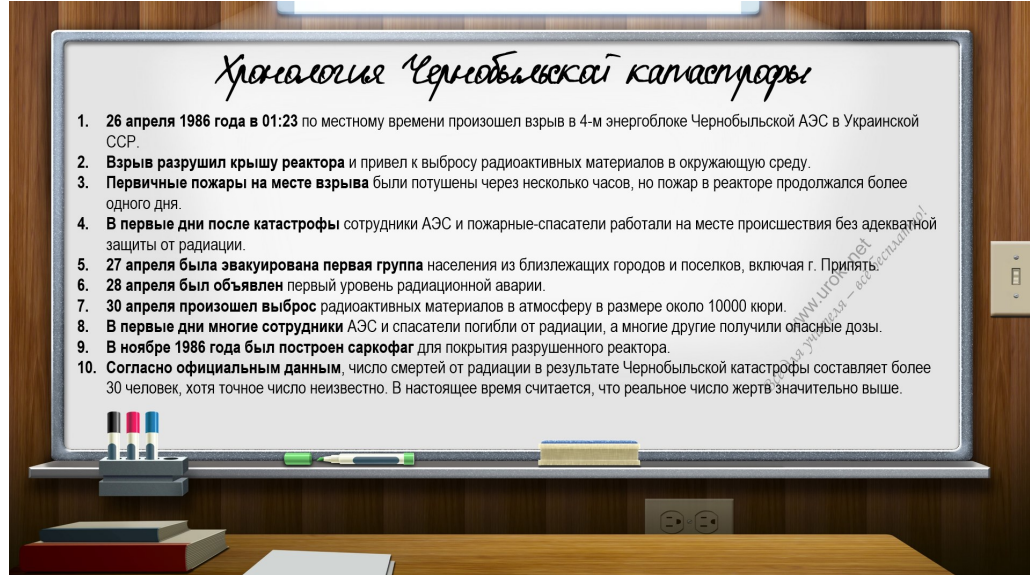 Хронология Чернобыльской катастрофы
1. 26 апреля 1986 года в 01:23 по местному времени произошел взрыв в 4-м энергоблоке Чернобыльской АЭС в Украинской
ССР.
2. Взрыв разрушил крышу реактора и привел к выбросу радиоактивных материалов в окружающую среду.
3. Первичные пожары на месте взрыва были потушены через несколько часов, но пожар в реакторе продолжался более
одного дня.
4. В первые дни после катастрофы сотрудники АЭС и пожарные-спасатели работали на месте происшествия без адекватной
защиты от радиации.
5. 27 апреля была эвакуирована первая группа населения из близлежащих городов и поселков, включая г. Припять.
6. 28 апреля был объявлен первый уровень радиационной аварии.
7. 30 апреля произошел выброс радиоактивных материалов в атмосферу в размере около 10000 кюри.
8. В первые дни многие сотрудники АЭС и спасатели погибли от радиации, а многие другие получили опасные дозы.
9. В ноябре 1986 года был построен саркофаг для покрытия разрушенного реактора.
10. Согласно официальным данным, число смертей от радиации в результате Чернобыльской катастрофы составляет более
30 человек, хотя точное число неизвестно. В настоящее время считается, что реальное число жертв значительно выше.
Всё для учителя – всё бесплатно!